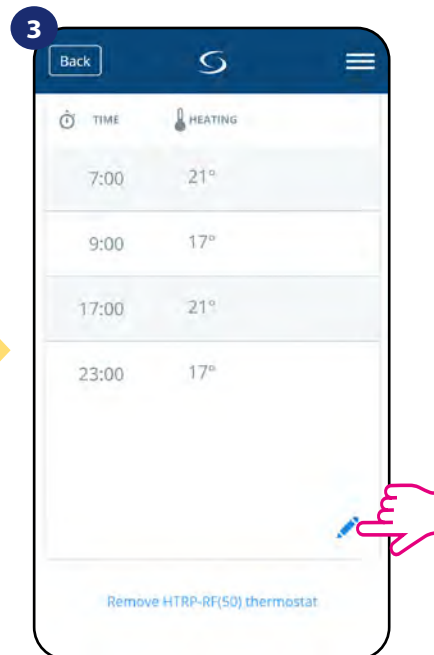 3
Back
TIME HEATING
7:00 21°
9:00 17°
17:00 21°
23:00 17°
Remove HTRP-RF(50) thermostat